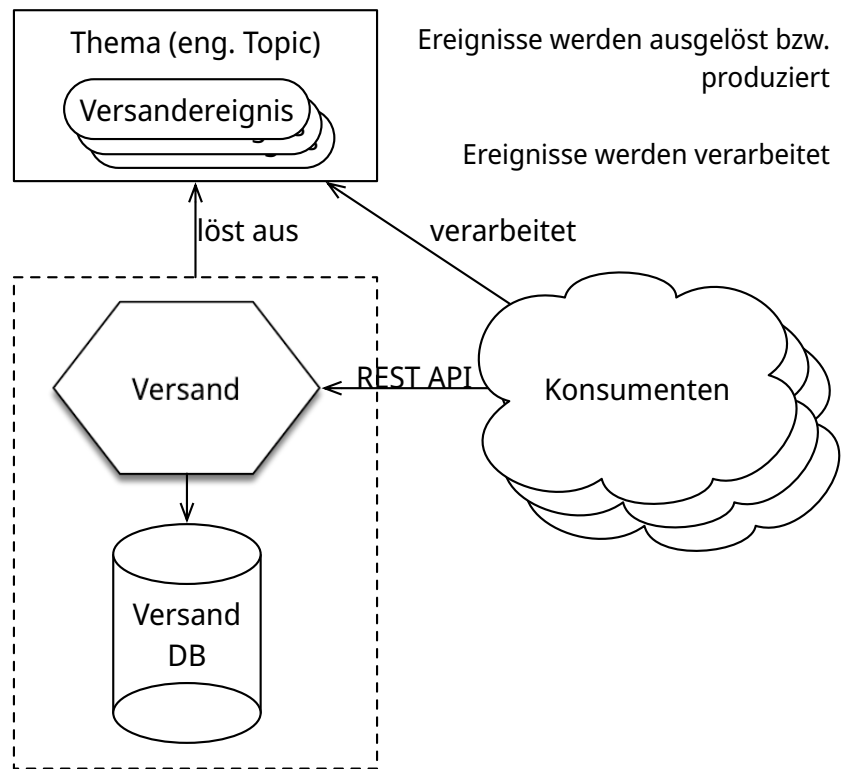 Thema (eng. Topic)
Versandereignis
Ereignisse werden ausgelöst bzw.
produziert
Ereignisse werden verarbeitet
löst aus
verarbeitet
Versand
REST API
Konsumenten
Versand
DB